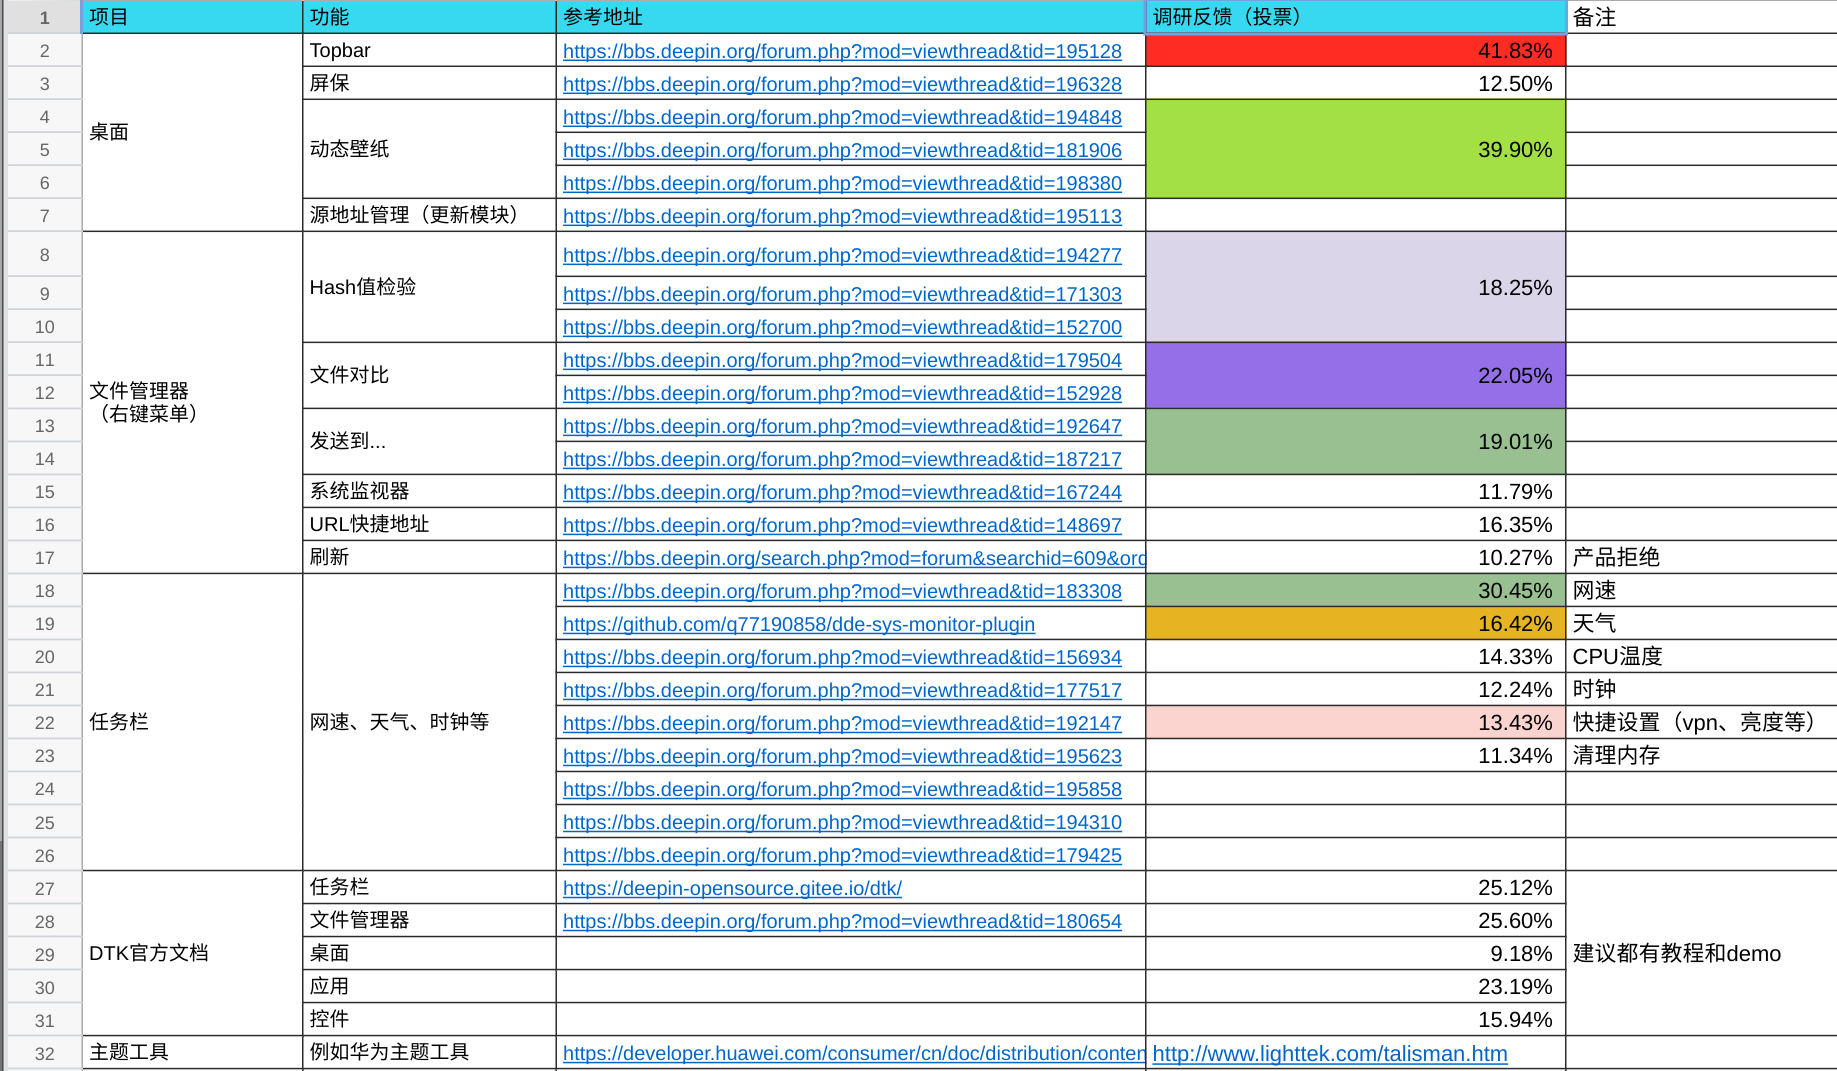 1 项目 功能 参考地址 调研反馈（投票） 备注
2 Topbar https://bbs.deepin.org/forum.php?mod=viewthread&tid=195128 41.83%
3 屏保 https://bbs.deepin.org/forum.php?mod=viewthread&tid=196328 12.50%
4 https://bbs.deepin.org/forum.php?mod=viewthread&tid=194848
桌面
5 动态壁纸 https://bbs.deepin.org/forum.php?mod=viewthread&tid=181906 39.90%
6 https://bbs.deepin.org/forum.php?mod=viewthread&tid=198380
7 源地址管理（更新模块） https://bbs.deepin.org/forum.php?mod=viewthread&tid=195113
8 https://bbs.deepin.org/forum.php?mod=viewthread&tid=194277
Hash值检验 18.25%
9 https://bbs.deepin.org/forum.php?mod=viewthread&tid=171303
10 https://bbs.deepin.org/forum.php?mod=viewthread&tid=152700
11 https://bbs.deepin.org/forum.php?mod=viewthread&tid=179504
文件对比 22.05%
12 文件管理器 https://bbs.deepin.org/forum.php?mod=viewthread&tid=152928
（右键菜单）
13 https://bbs.deepin.org/forum.php?mod=viewthread&tid=192647
发送到... 19.01%
14 https://bbs.deepin.org/forum.php?mod=viewthread&tid=187217
15 系统监视器 https://bbs.deepin.org/forum.php?mod=viewthread&tid=167244 11.79%
16 URL快捷地址 https://bbs.deepin.org/forum.php?mod=viewthread&tid=148697 16.35%
17 刷新 https://bbs.deepin.org/search.php?mod=forum&searchid=609&ord 10.27% 产品拒绝
18 https://bbs.deepin.org/forum.php?mod=viewthread&tid=183308 30.45% 网速
19 https://github.com/q77190858/dde-sys-monitor-plugin 16.42% 天气
20 https://bbs.deepin.org/forum.php?mod=viewthread&tid=156934 14.33% CPU温度
21 https://bbs.deepin.org/forum.php?mod=viewthread&tid=177517 12.24% 时钟
22 任务栏 网速、天气、时钟等 https://bbs.deepin.org/forum.php?mod=viewthread&tid=192147 13.43% 快捷设置（vpn、亮度等）
23 https://bbs.deepin.org/forum.php?mod=viewthread&tid=195623 11.34% 清理内存
24 https://bbs.deepin.org/forum.php?mod=viewthread&tid=195858
25 https://bbs.deepin.org/forum.php?mod=viewthread&tid=194310
26 https://bbs.deepin.org/forum.php?mod=viewthread&tid=179425
27 任务栏 https://deepin-opensource.gitee.io/dtk/ 25.12%
28 文件管理器 https://bbs.deepin.org/forum.php?mod=viewthread&tid=180654 25.60%
29 DTK官方文档 桌面 9.18% 建议都有教程和demo
30 应用 23.19%
31 控件 15.94%
32 主题工具 例如华为主题工具 https://developer.huawei.com/consumer/cn/doc/distribution/conten http://www.lighttek.com/talisman.htm